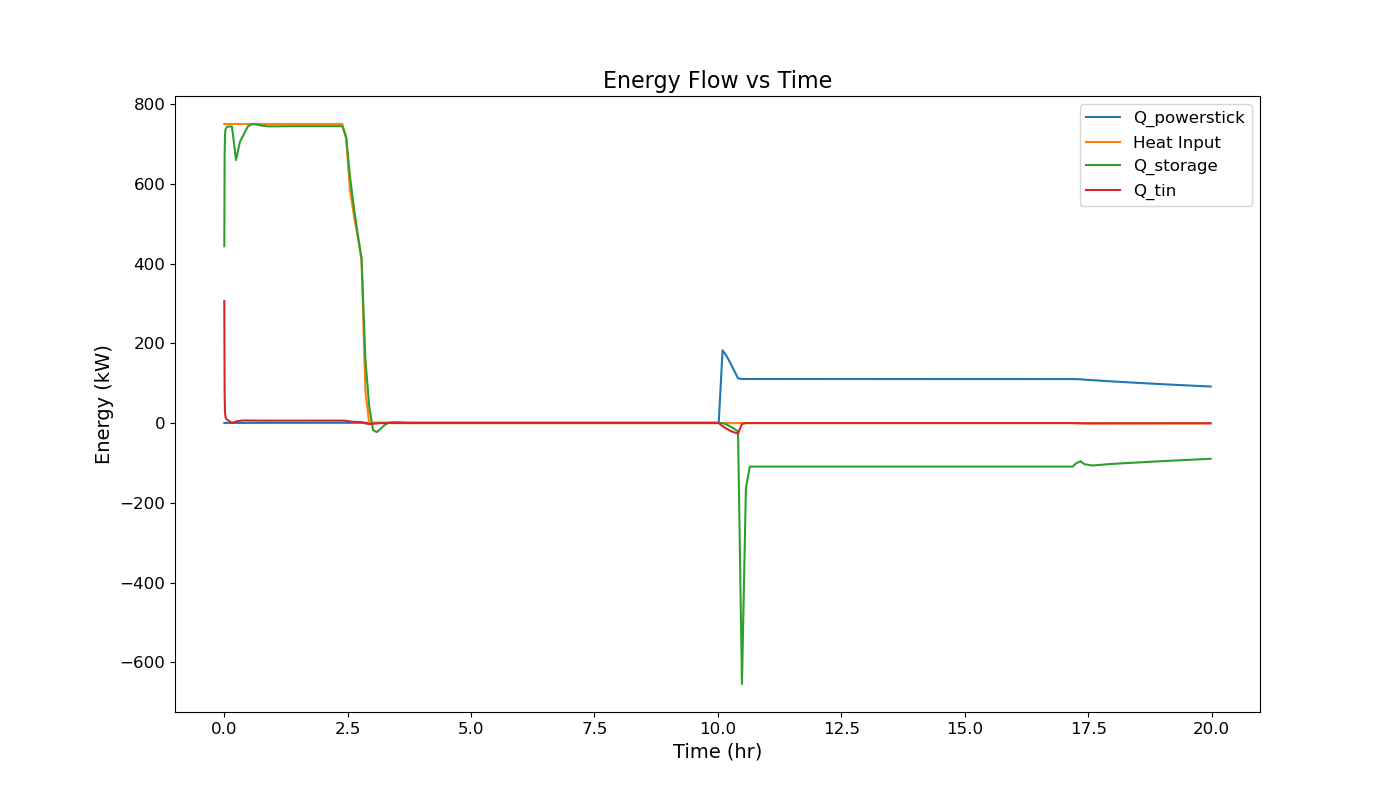 Energy Flow vs Time
Energy (kW)
800
600
400
200
0
−200
−400
−600
Q_powerstick
Heat Input
Q_storage
Q_tin
0.0 2.5 5.0 7.5 10.0 12.5 15.0 17.5 20.0
Time (hr)